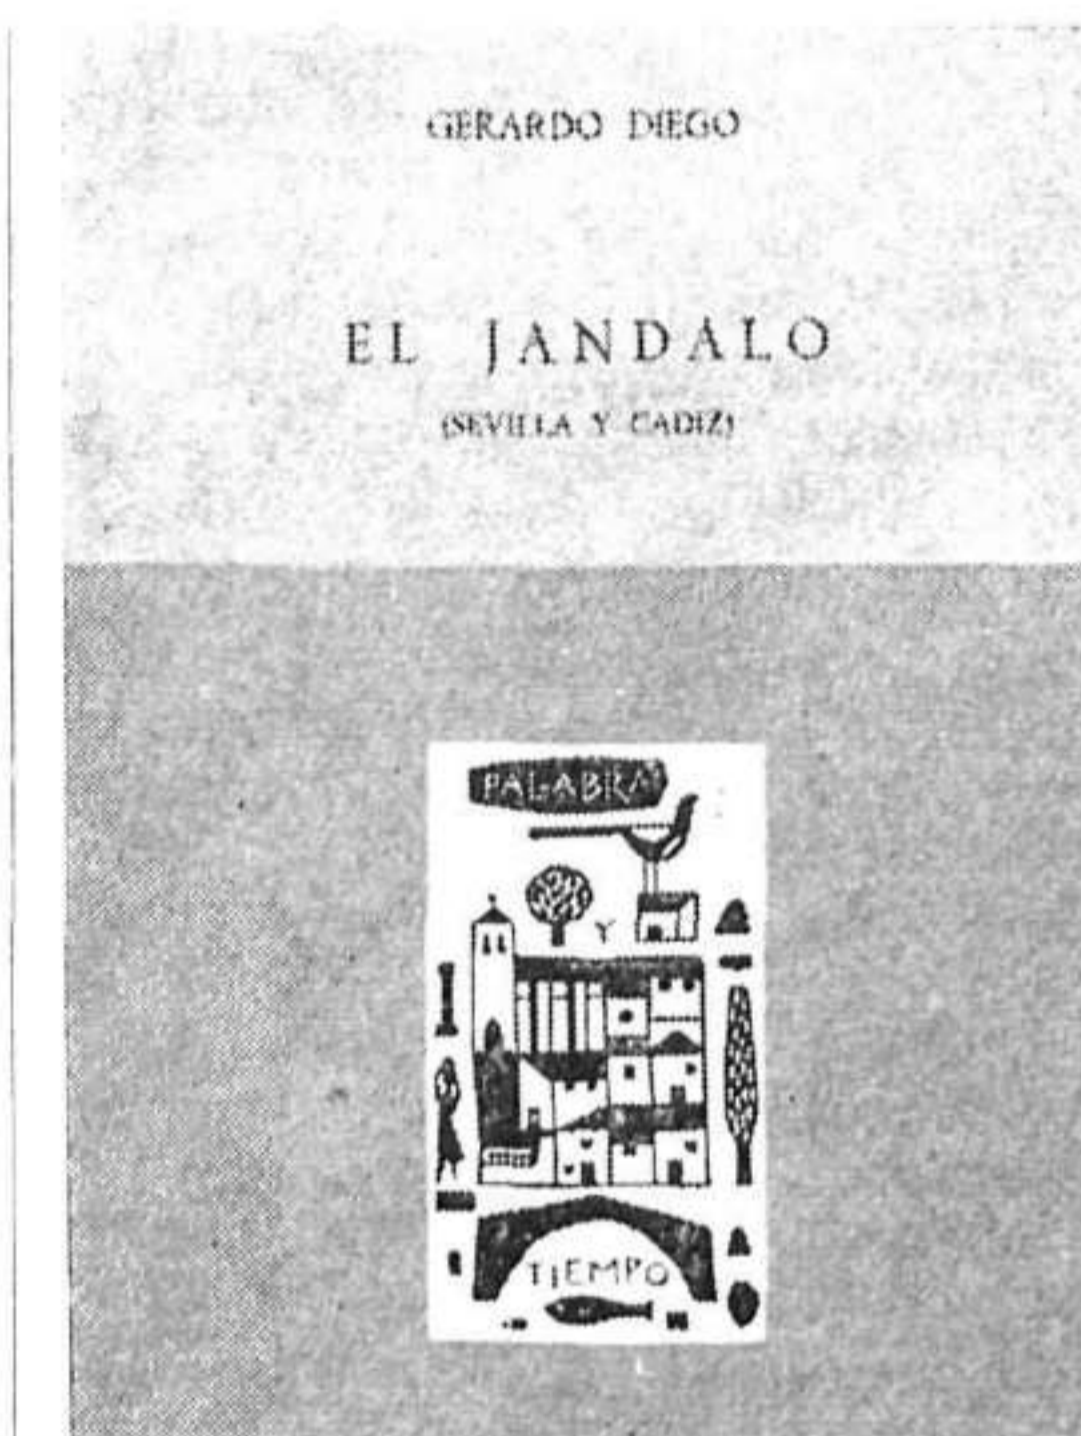 GERARDO DIEGO
EL JANDALO
(SEVILLA Y CADIZ)
PALABRA
Y
TIEMPO